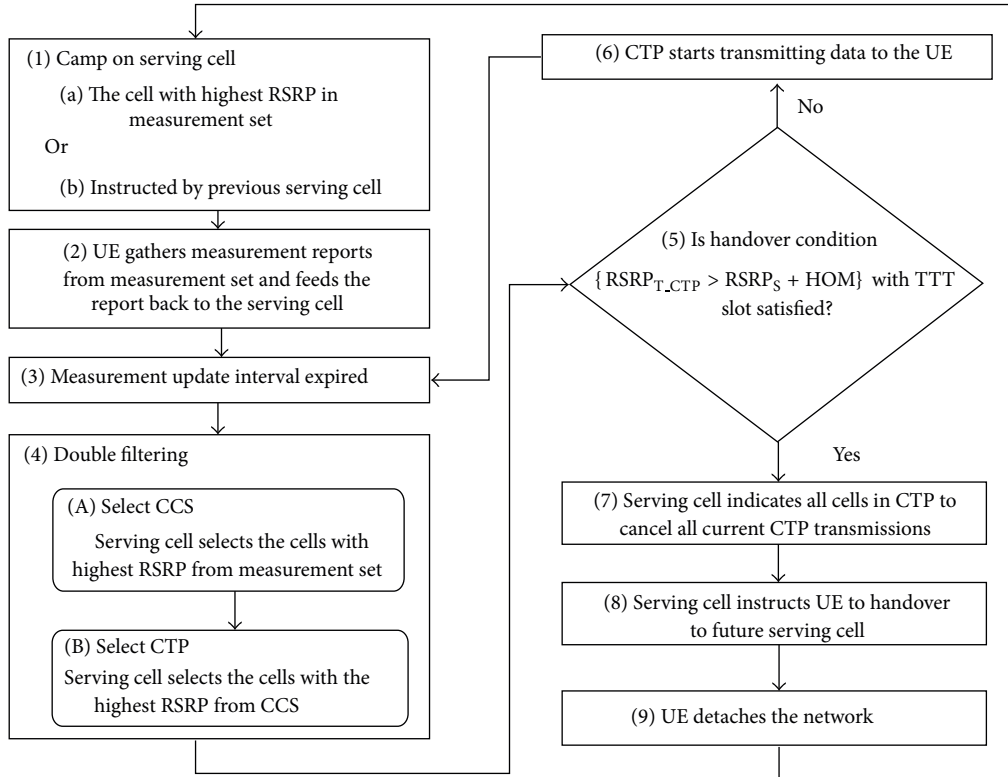 (1) Camp on serving cell
(a) The cell with highest RSRP in
measurement set
Or
(b) Instructed by previous serving cell
(2) UE gathers measurement reports
from measurement set and feeds the
report back to the serving cell
(3) Measurement update interval expired
(4) Double filtering
(A) Select CCS
Serving cell selects the cells with
highest RSRP from measurement set
(B) Select CTP
Serving cell selects the cells with the
highest RSRP from CCS
(6) CTP starts transmitting data to the UE
No
(5) Is handover condition
{RSRP_T_CTP > RSRP_S + HOM} with TTT
slot satisfied?
Yes
(7) Serving cell indicates all cells in CTP to
cancel all current CTP transmissions
(8) Serving cell instructs UE to handover
to future serving cell
(9) UE detaches the network